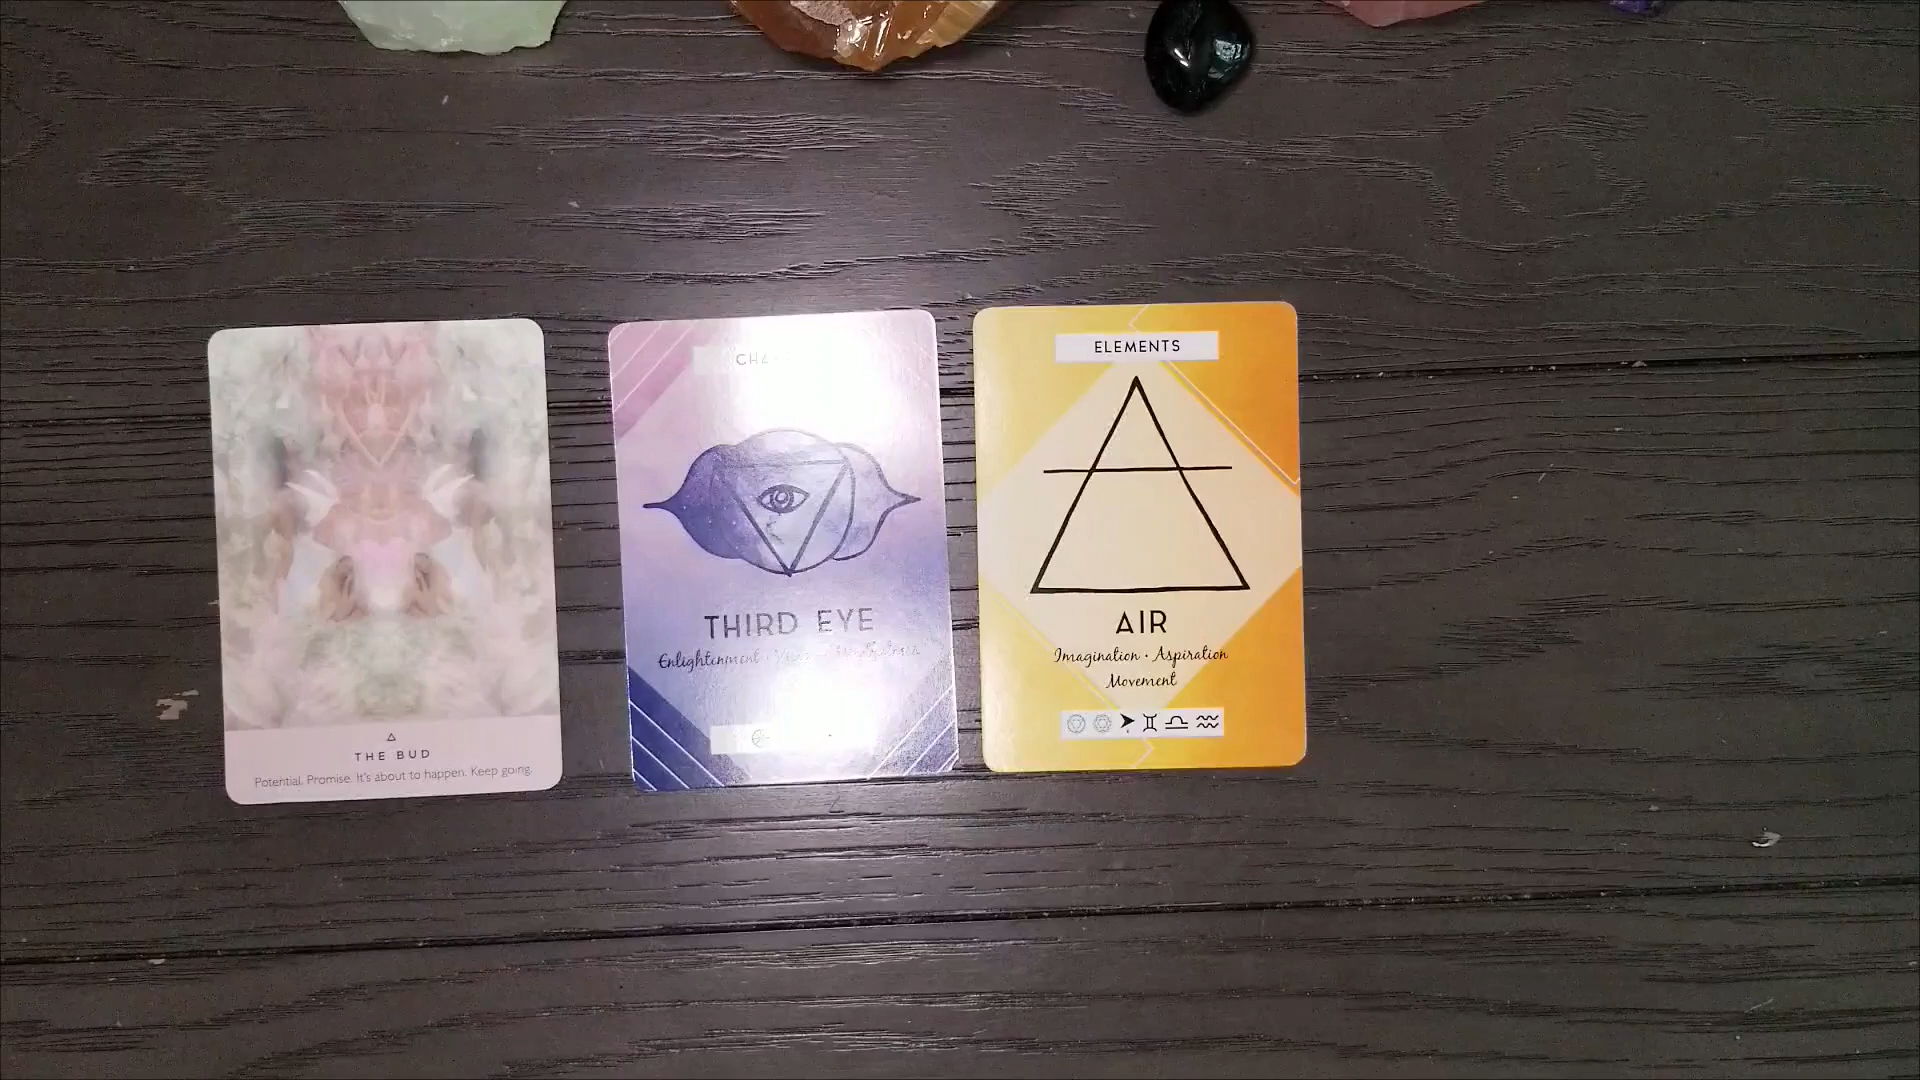 THE BUD
Potential. Promise. It's about to happen. Keep going.
THIRD EYE
Enlightenment
ELEMENTS
AIR
Imagination · Aspiration
Movement